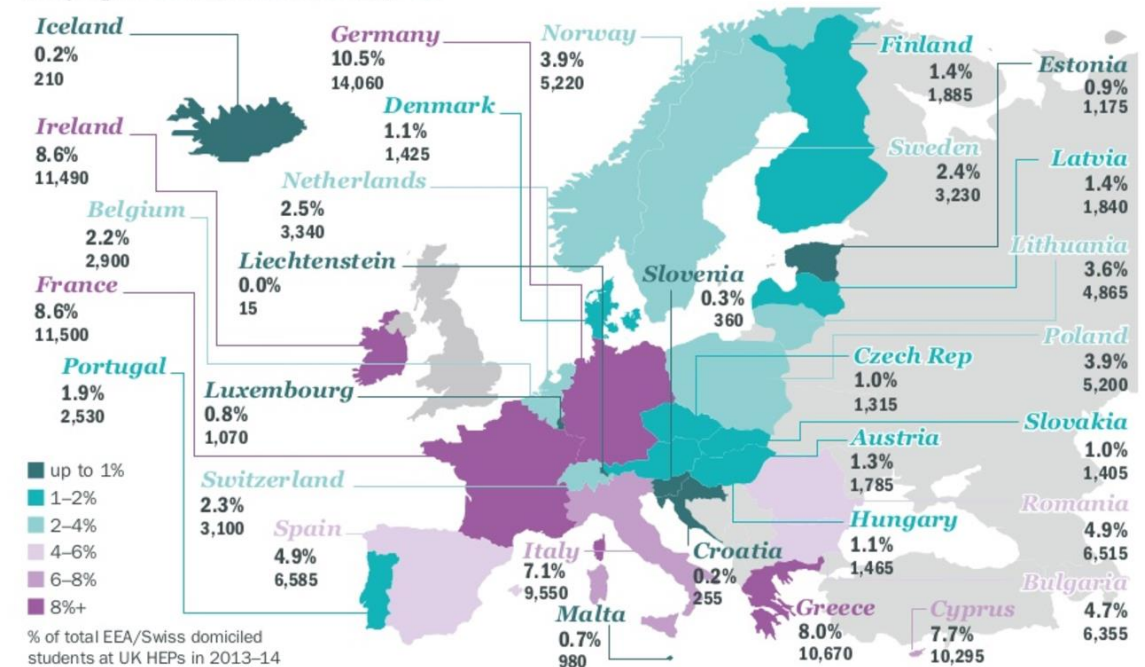 Iceland
0.2%
210
Ireland
8.6%
11,490
Belgium
2.2%
2,900
France
8.6%
11,500
Portugal
1.9%
2,530
Germany
10.5%
14,060
Denmark
1.1%
1,425
Netherlands
2.5%
3,340
Liechtenstein
0.0%
15
Luxembourg
0.8%
1,070
Switzerland
2.3%
3,100
Spain
4.9%
6,585
Norway
3.9%
5,220
Finland
1.4%
1,885
Estonia
0.9%
1,175
Sweden
2.4%
3,230
Latvia
1.4%
1,840
Lithuania
3.6%
4,865
Slovenia
0.3%
360
Poland
3.9%
5,200
Czech Rep
1.0%
1,315
Slovakia
1.0%
1,405
Austria
1.3%
1,785
Romania
4.9%
6,515
Hungary
1.1%
1,465
Bulgaria
4.7%
6,355
Italy
7.1%
9,550
Croatia
0.2%
255
Malta
0.7%
980
Greece
8.0%
10,670
Cyprus
7.7%
10,295
up to 1%
1–2%
2–4%
4–6%
6–8%
8%+
% of total EEA/Swiss domiciled
students at UK HEPs in 2013–14